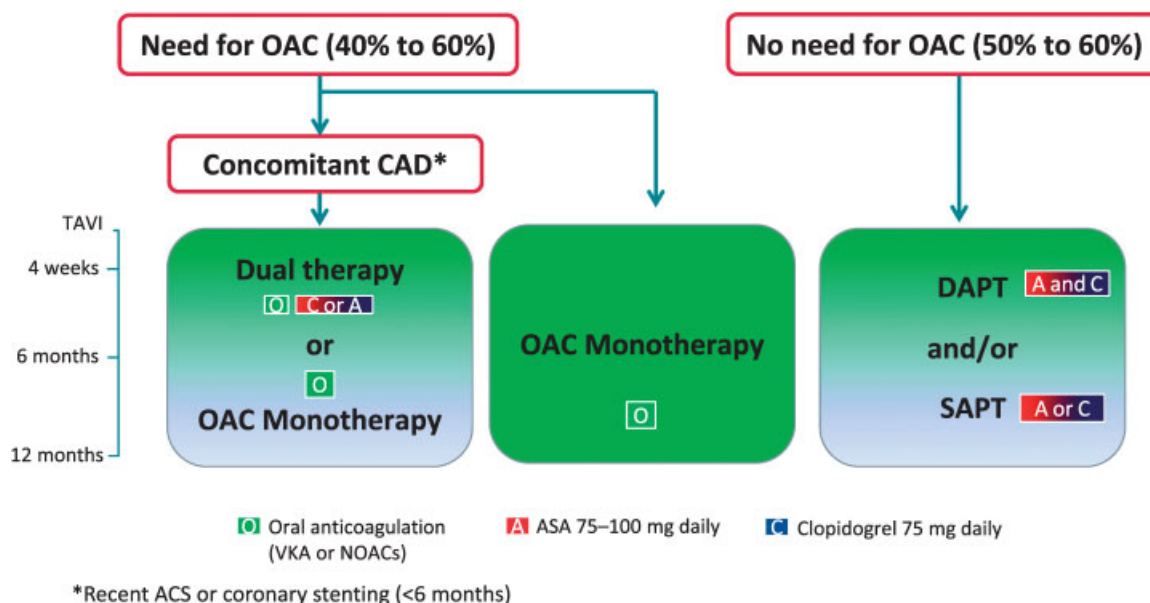 Need for OAC (40% to 60%)
No need for OAC (50% to 60%)
Concomitant CAD*
TAVI
4 weeks
6 months
12 months
Dual therapy
O C or A
or
O
OAC Monotherapy
OAC Monotherapy
O
DAPT A and C
and/or
SAPT A or C
O Oral anticoagulation
(VKA or NOACs)
A ASA 75–100 mg daily
C Clopidogrel 75 mg daily
*Recent ACS or coronary stenting (<6 months)